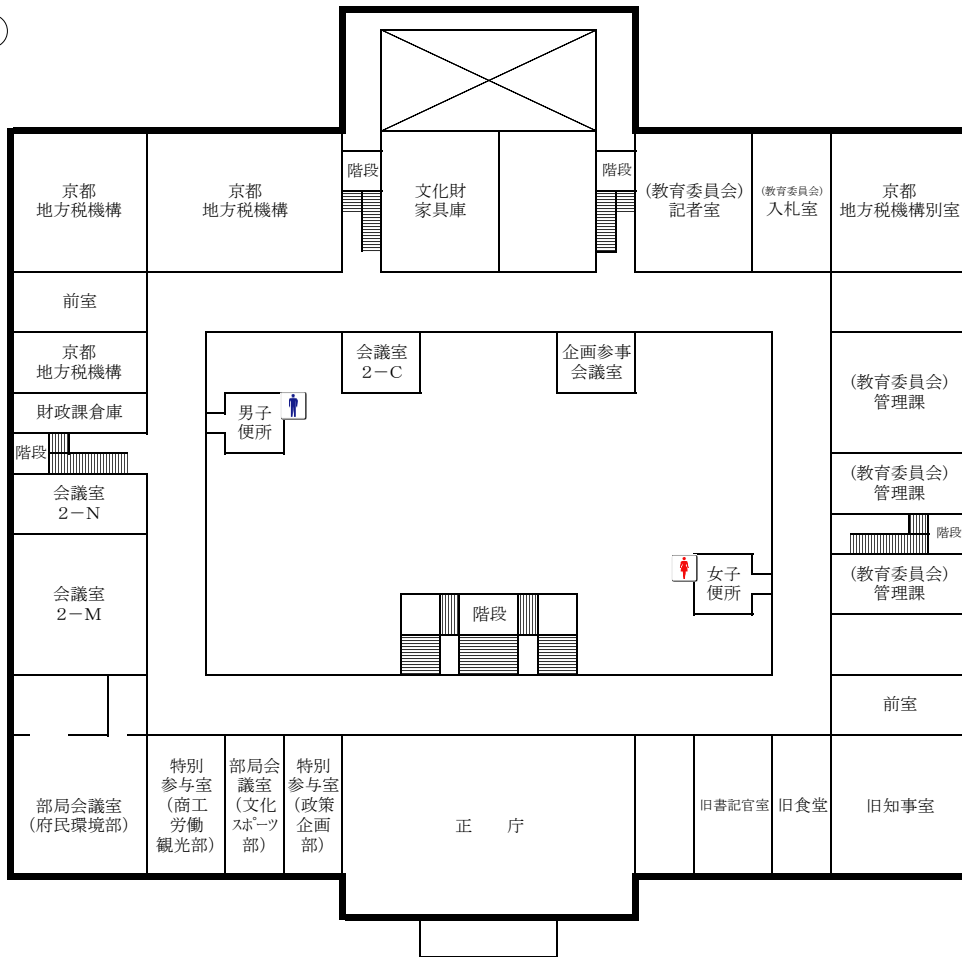 京都
地方税機構
京都
地方税機構
階段
文化財
家具庫
階段
(教育委員会)
記者室
(教育委員会)
入札室
京都
地方税機構別室
前室
京都
地方税機構
会議室
2－C
企画参事
会議室
(教育委員会)
管理課
財政課倉庫
男子
便所
階段
(教育委員会)
管理課
会議室
2－N
階段
(教育委員会)
管理課
女子
便所
会議室
2－M
階段
前室
部局会議室
(府民環境部)
特別
参与室
(商工
労働
観光部)
部局会
議室
(文化
スポーツ
部)
特別
参与室
(政策
企画
部)
正　庁
旧書記官室
旧食堂
旧知事室